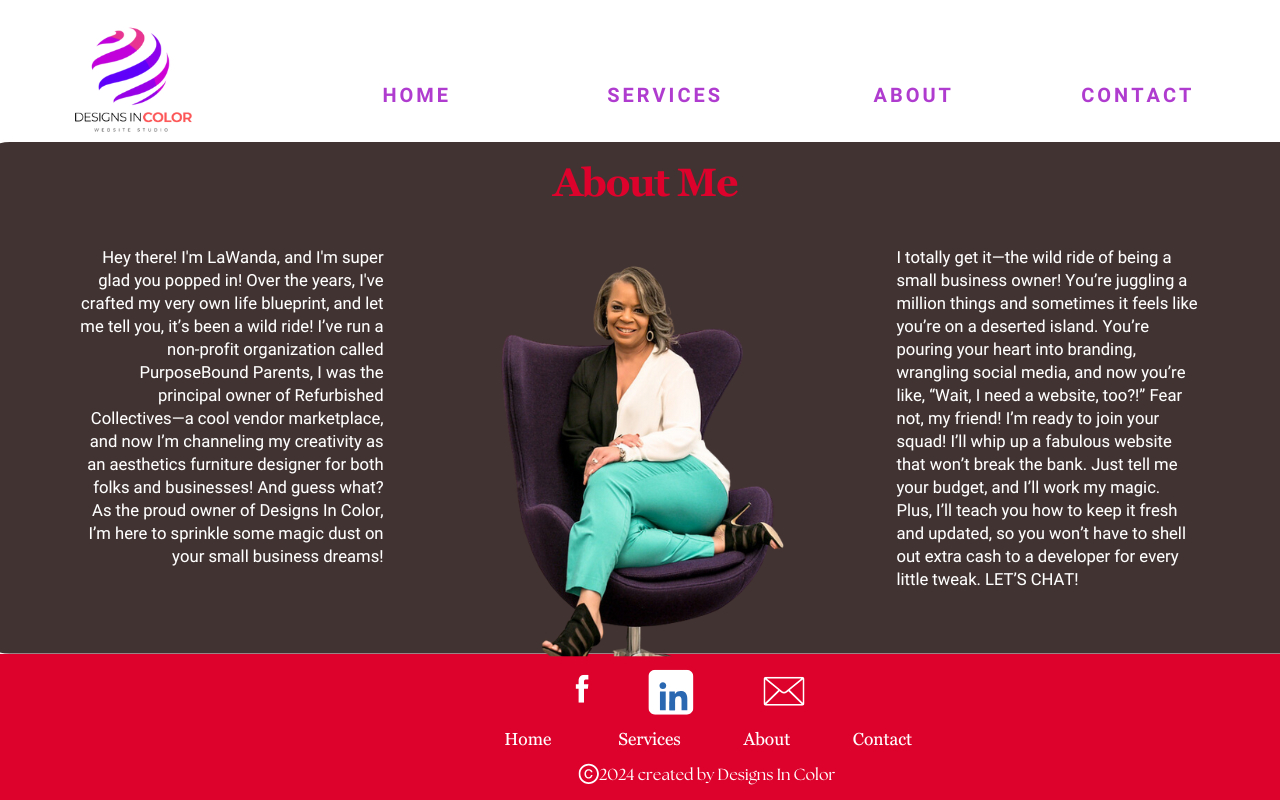 DESIGNS IN COLOR
WEBSITE STUDIO
HOME
SERVICES
ABOUT
CONTACT
About Me
Hey there! I'm LaWanda, and I'm super
glad you popped in! Over the years, I've
crafted my very own life blueprint, and let
me tell you, it’s been a wild ride! I’ve run a
non-profit organization called
PurposeBound Parents, I was the
principal owner of Refurbished
Collectives—a cool vendor marketplace,
and now I’m channeling my creativity as
an aesthetics furniture designer for both
folks and businesses! And guess what?
As the proud owner of Designs In Color,
I’m here to sprinkle some magic dust on
your small business dreams!
I totally get it—the wild ride of being a
small business owner! You’re juggling a
million things and sometimes it feels like
you’re on a deserted island. You’re
pouring your heart into branding,
wrangling social media, and now you’re
like, “Wait, I need a website, too?!” Fear
not, my friend! I’m ready to join your
squad! I’ll whip up a fabulous website
that won’t break the bank. Just tell me
your budget, and I’ll work my magic.
Plus, I’ll teach you how to keep it fresh
and updated, so you won’t have to shell
out extra cash to a developer for every
little tweak. LET’S CHAT!
f
in
Home
Services
About
Contact
©2024 created by Designs In Color